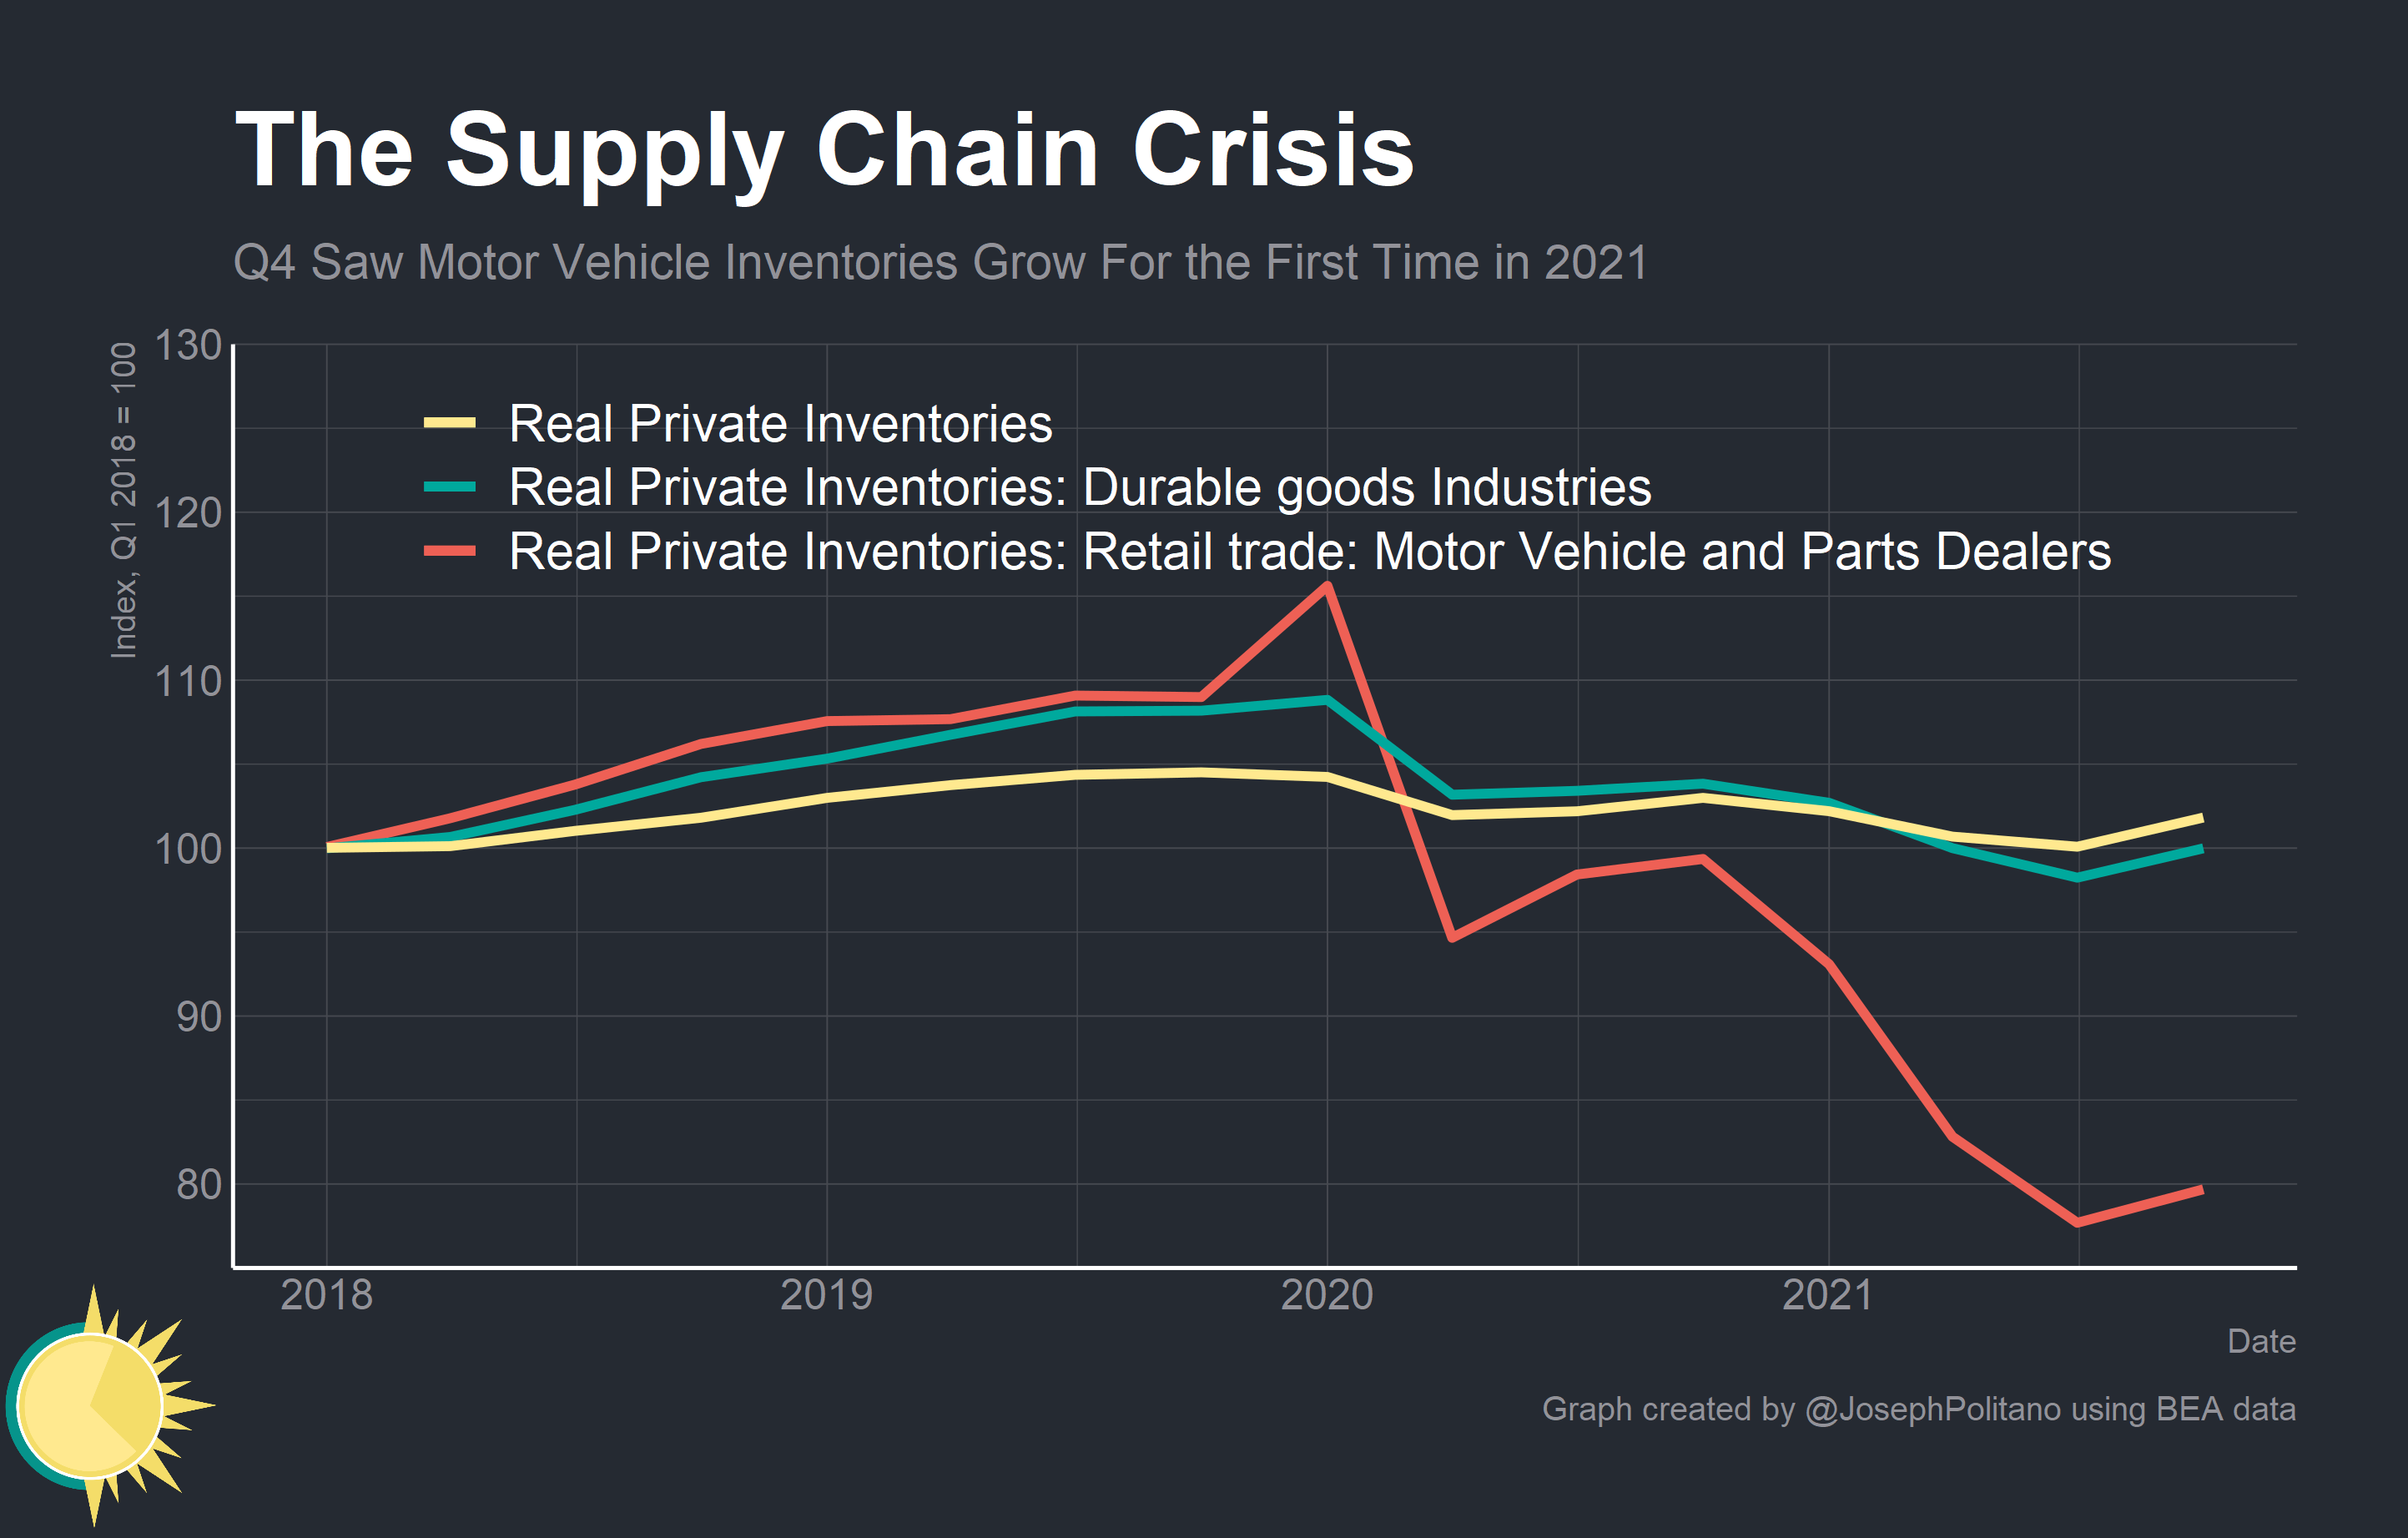 The Supply Chain Crisis
Q4 Saw Motor Vehicle Inventories Grow For the First Time in 2021
Index, Q1 2018 = 100
130
120
110
100
90
80
Real Private Inventories
Real Private Inventories: Durable goods Industries
Real Private Inventories: Retail trade: Motor Vehicle and Parts Dealers
2018 2019 2020 2021
Date
Graph created by @JosephPolitano using BEA data